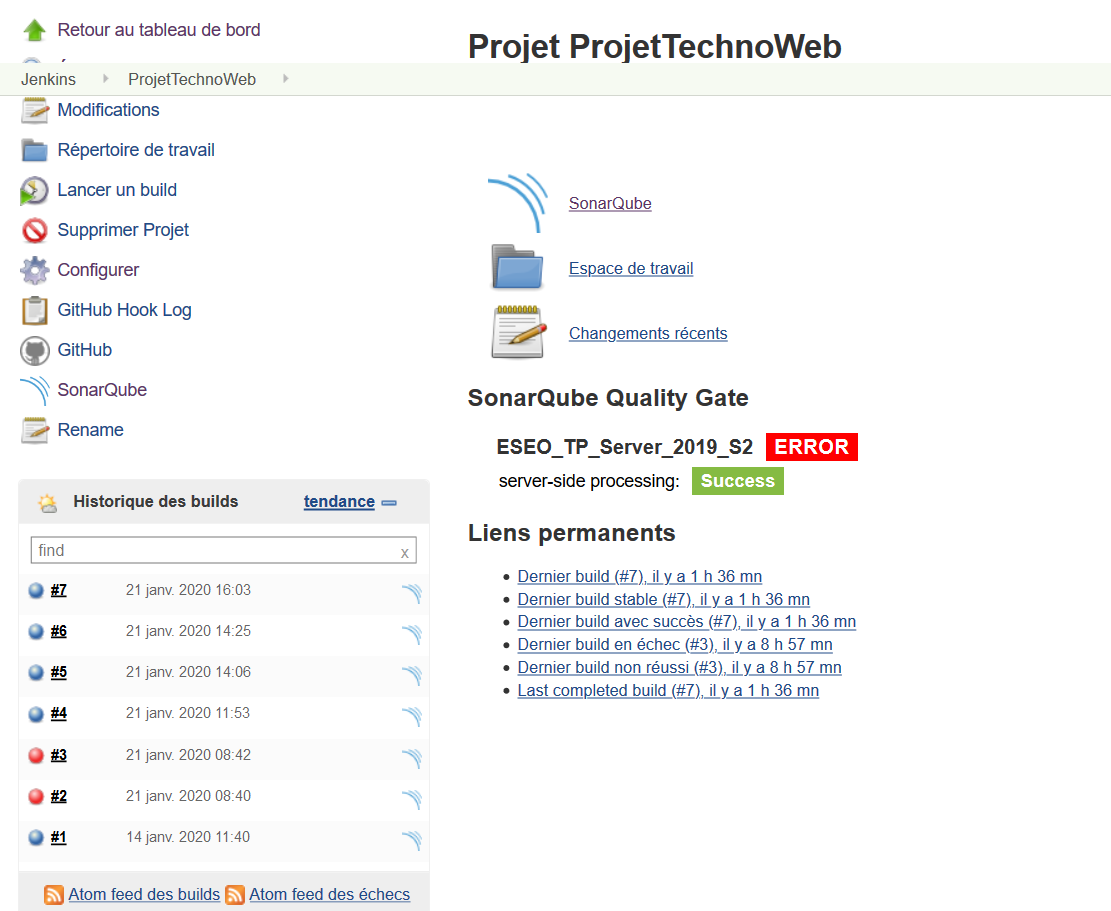 Retour au tableau de bord
Jenkins
ProjetTechnoWeb
Modifications
Répertoire de travail
Lancer un build
Supprimer Projet
Configurer
GitHub Hook Log
GitHub
SonarQube
Rename
Historique des builds
tendance
find
x
#7 21 janv. 2020 16:03
#6 21 janv. 2020 14:25
#5 21 janv. 2020 14:06
#4 21 janv. 2020 11:53
#3 21 janv. 2020 08:42
#2 21 janv. 2020 08:40
#1 14 janv. 2020 11:40
Atom feed des builds Atom feed des échecs
Projet ProjetTechnoWeb
SonarQube
Espace de travail
Changements récents
SonarQube Quality Gate
ESEO_TP_Server_2019_S2 ERROR
server-side processing: Success
Liens permanents
Dernier build (#7), il y a 1 h 36 mn
Dernier build stable (#7), il y a 1 h 36 mn
Dernier build avec succès (#7), il y a 1 h 36 mn
Dernier build en échec (#3), il y a 8 h 57 mn
Dernier build non réussi (#3), il y a 8 h 57 mn
Last completed build (#7), il y a 1 h 36 mn